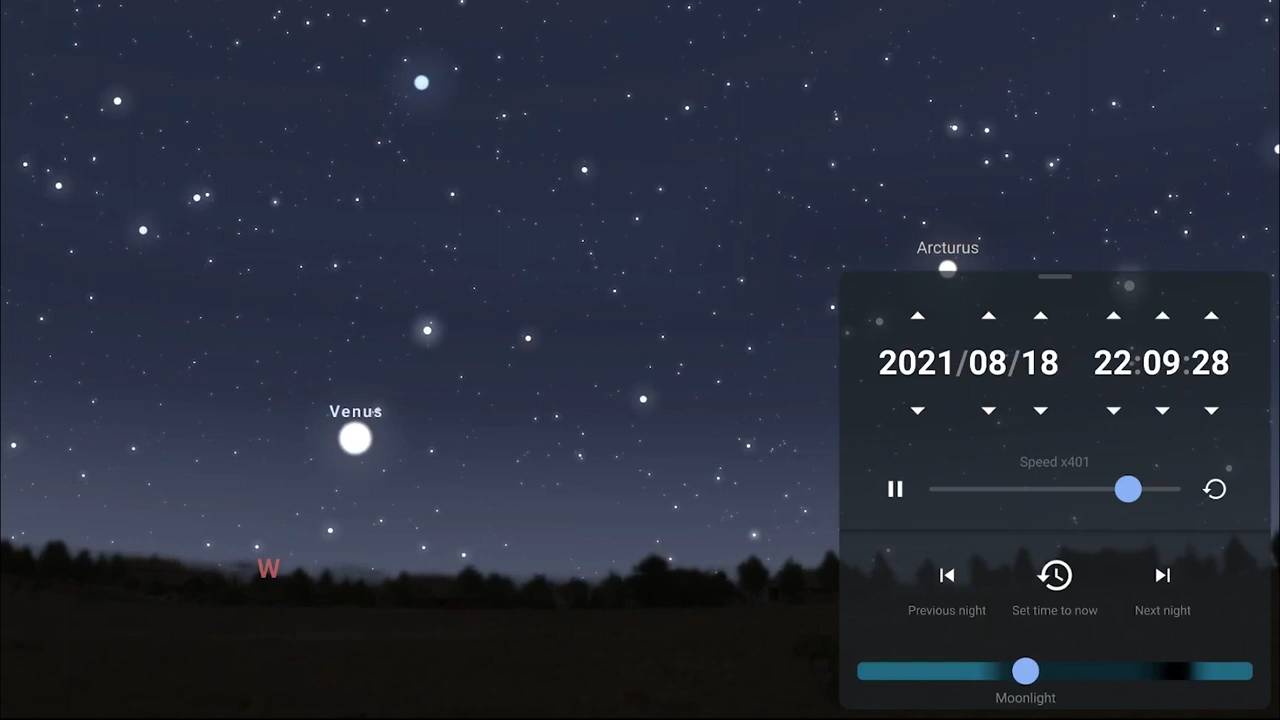 Arcturus
2021/08/18 22:09:28
Venus
Speed x401
W
Previous night Set time to now Next night
Moonlight